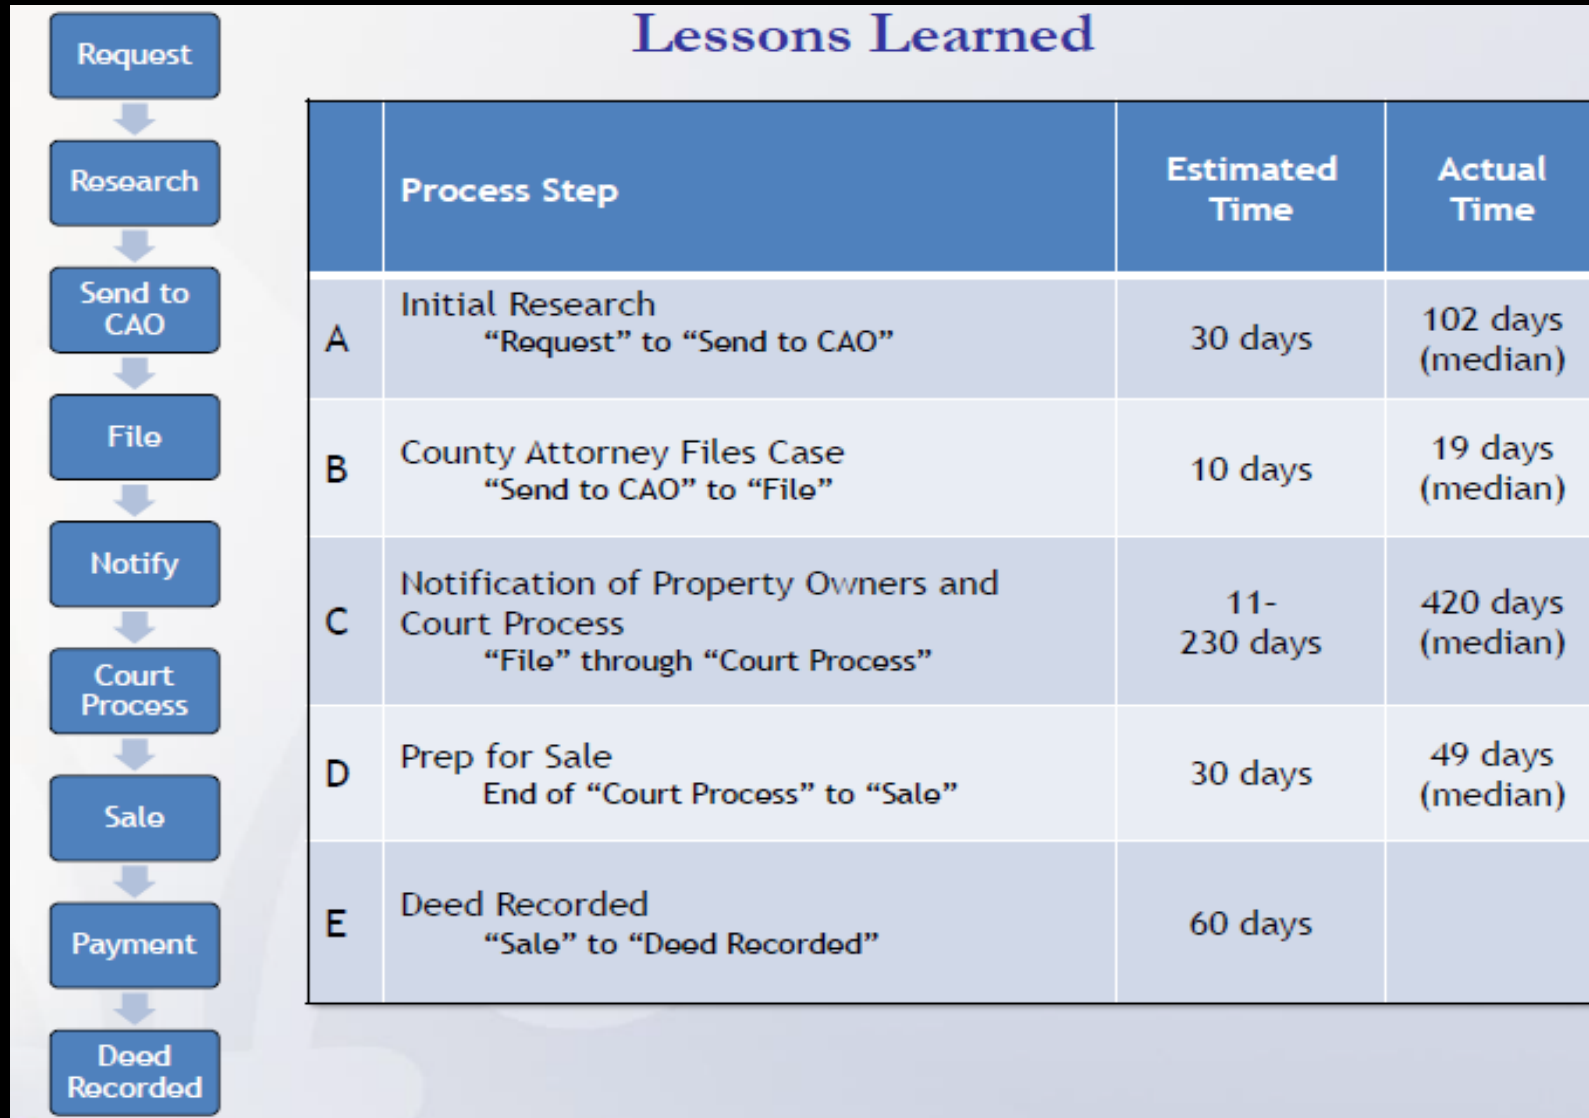 Lessons Learned
Request
Research
Send to
CAO
File
Notify
Court
Process
Sale
Payment
Deed
Recorded
Process Step
Estimated
Time
Actual
Time
A
Initial Research
“Request” to “Send to CAO”
30 days
102 days
(median)
B
County Attorney Files Case
“Send to CAO” to “File”
10 days
19 days
(median)
C
Notification of Property Owners and
Court Process
“File” through “Court Process”
11-
230 days
420 days
(median)
D
Prep for Sale
End of “Court Process” to “Sale”
30 days
49 days
(median)
E
Deed Recorded
“Sale” to “Deed Recorded”
60 days